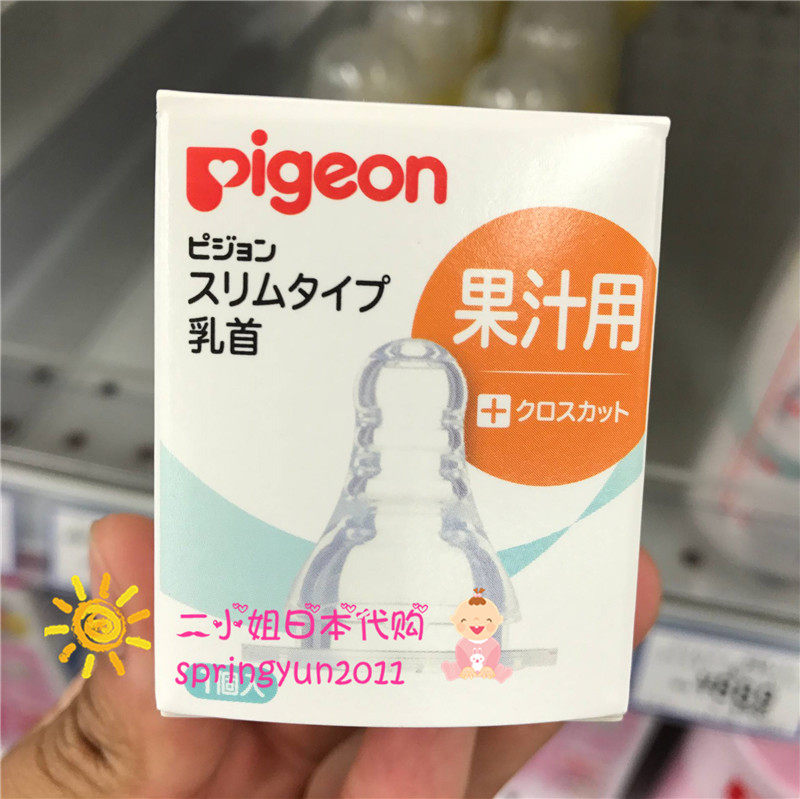 Pigeon
ピジョン
スリムタイプ
乳首
果汁用
クロスカット
二小姐日本代购
springyun2011
1個入